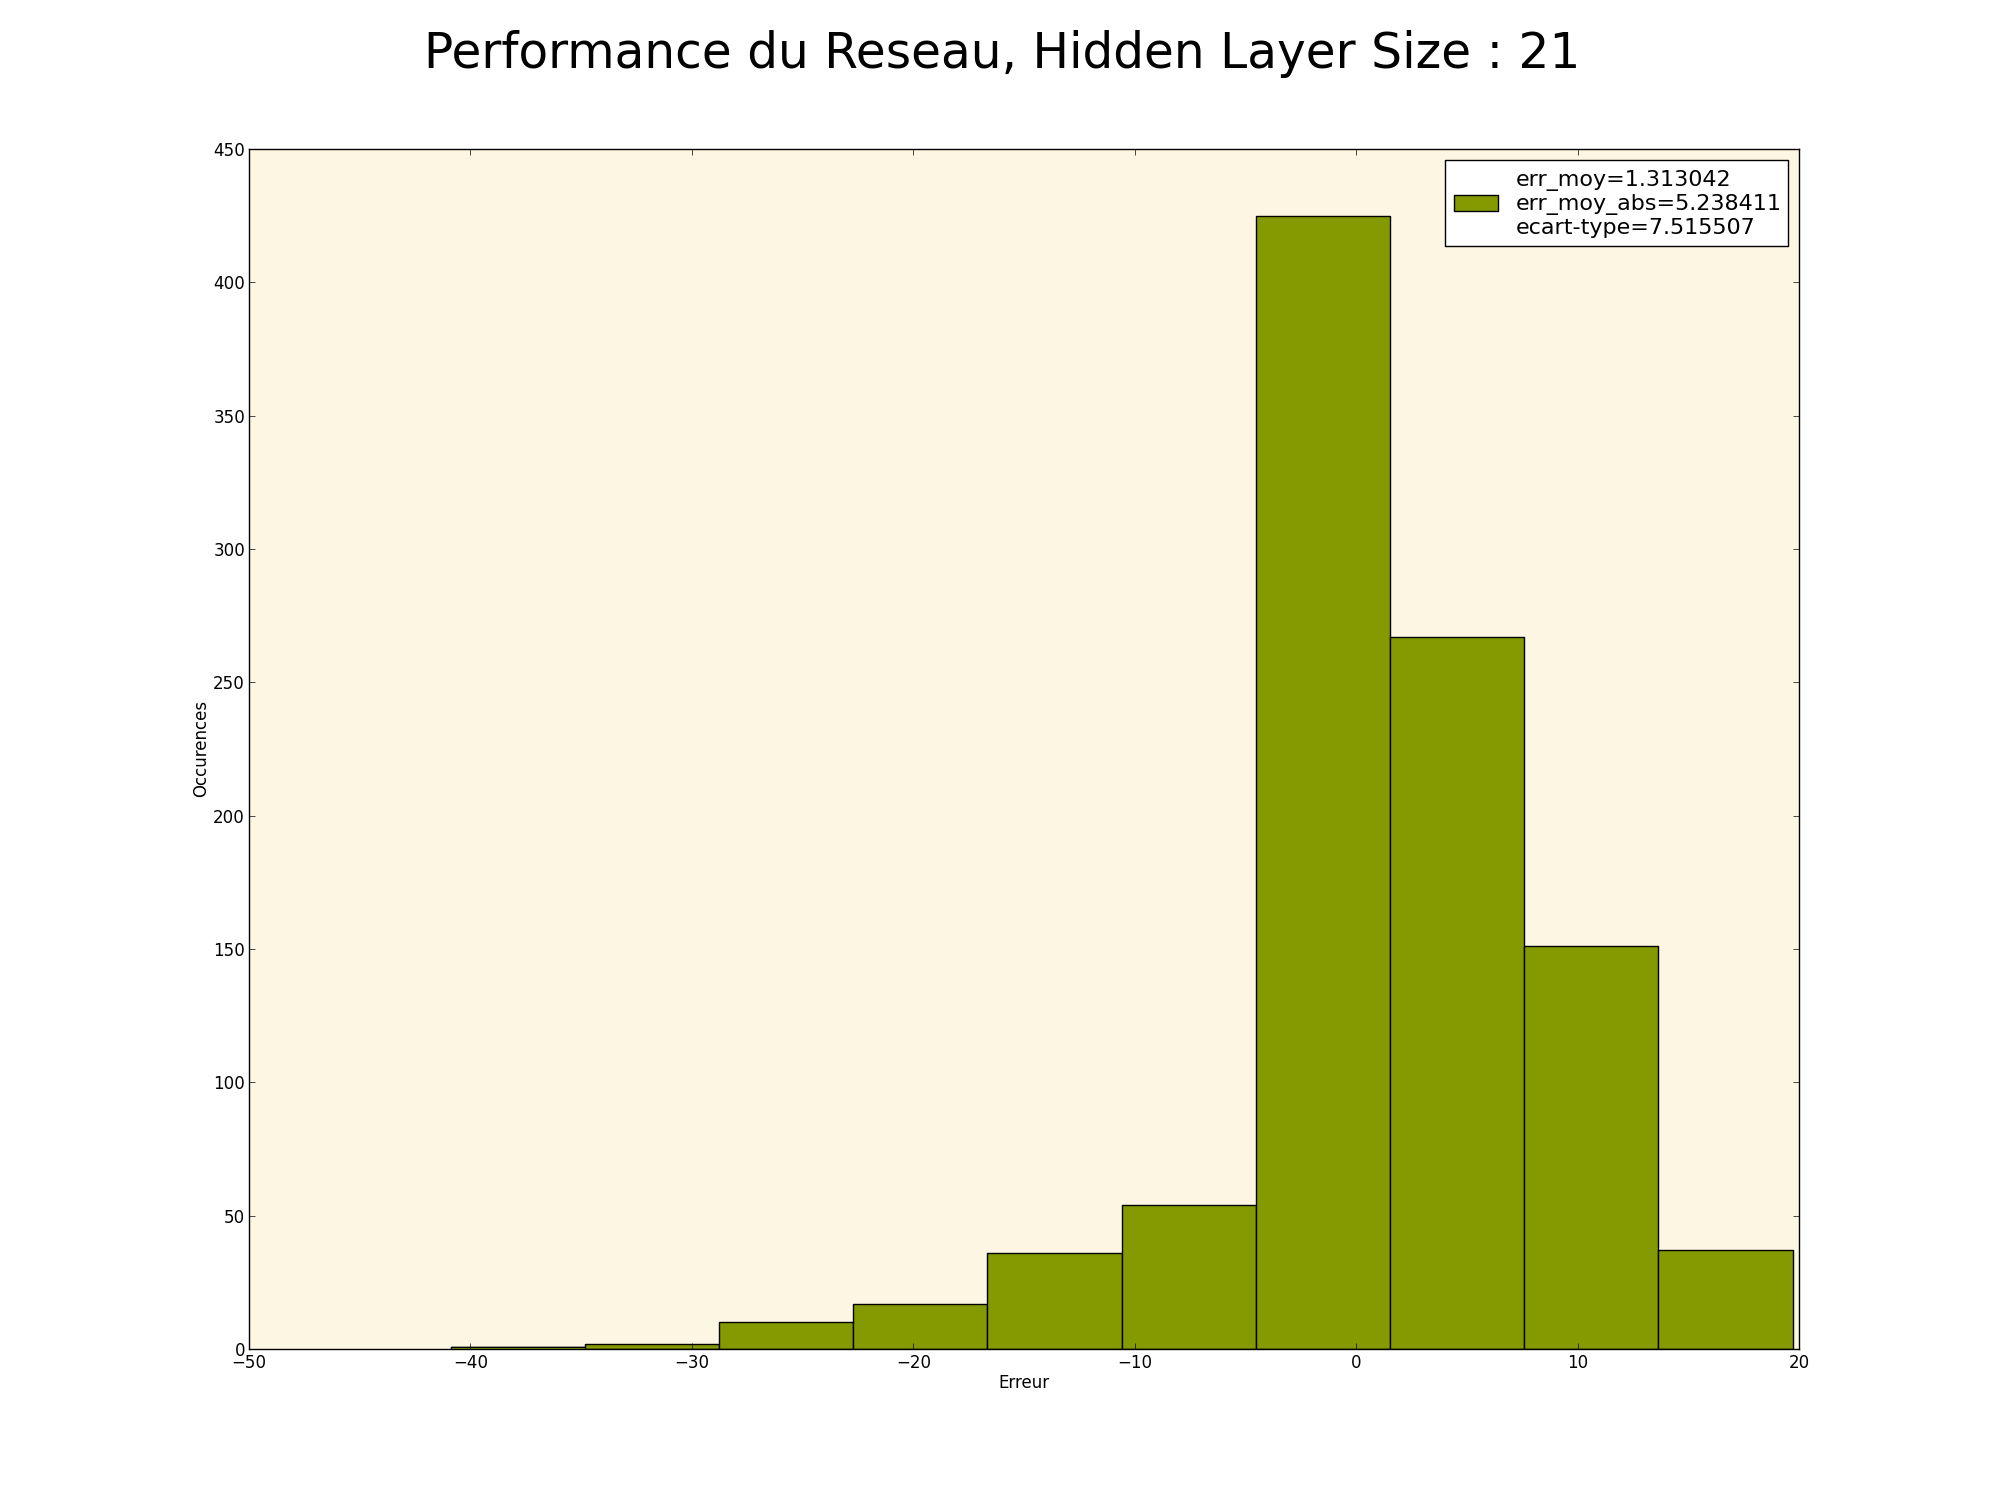 Performance du Reseau, Hidden Layer Size : 21
450
400
350
300
250
200
150
100
50
0
Occurences
err_moy=1.313042
err_moy_abs=5.238411
ecart-type=7.515507
−50 −40 −30 −20 −10 0 10 20
Erreur